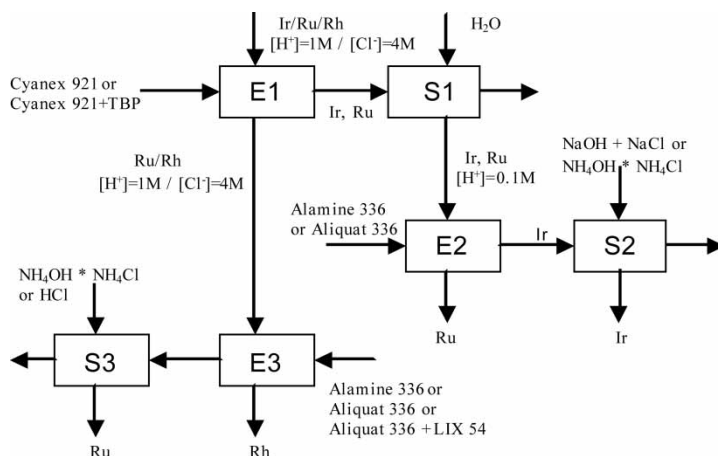 Ir/Ru/Rh
[H⁺]=1M / [Cl⁻]=4M
H₂O
Cyanex 921 or
Cyanex 921+TBP
E1
Ir, Ru
S1
Ru/Rh
[H⁺]=1M / [Cl⁻]=4M
Ir, Ru
[H⁺]=0.1M
NaOH + NaCl or
NH₄OH * NH₄Cl
Alamine 336
or Aliquat 336
E2
Ir
S2
Ru
Ir
NH₄OH * NH₄Cl
or HCl
S3
E3
Alamine 336 or
Aliquat 336 or
Aliquat 336 + LIX 54
Ru
Rh